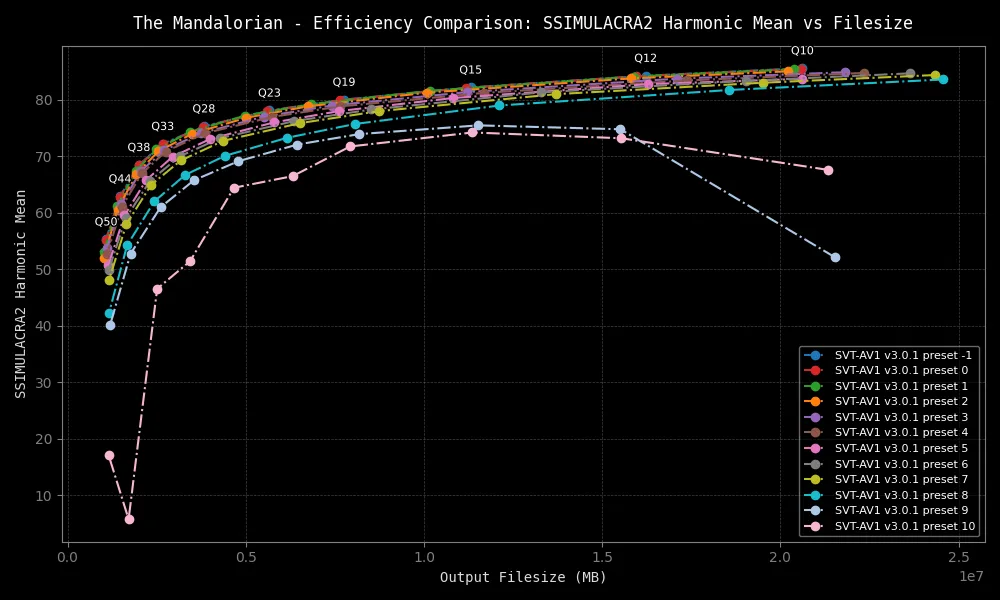 The Mandalorian - Efficiency Comparison: SSIMULACRA2 Harmonic Mean vs Filesize
Q10
Q12
Q15
Q19
Q23
Q28
Q33
Q38
Q44
Q50
SSIMULACRA2 Harmonic Mean
80
70
60
50
40
30
20
10
SVT-AV1 v3.0.1 preset -1
SVT-AV1 v3.0.1 preset 0
SVT-AV1 v3.0.1 preset 1
SVT-AV1 v3.0.1 preset 2
SVT-AV1 v3.0.1 preset 3
SVT-AV1 v3.0.1 preset 4
SVT-AV1 v3.0.1 preset 5
SVT-AV1 v3.0.1 preset 6
SVT-AV1 v3.0.1 preset 7
SVT-AV1 v3.0.1 preset 8
SVT-AV1 v3.0.1 preset 9
SVT-AV1 v3.0.1 preset 10
0.0 0.5 1.0 1.5 2.0 2.5
1e7
Output Filesize (MB)